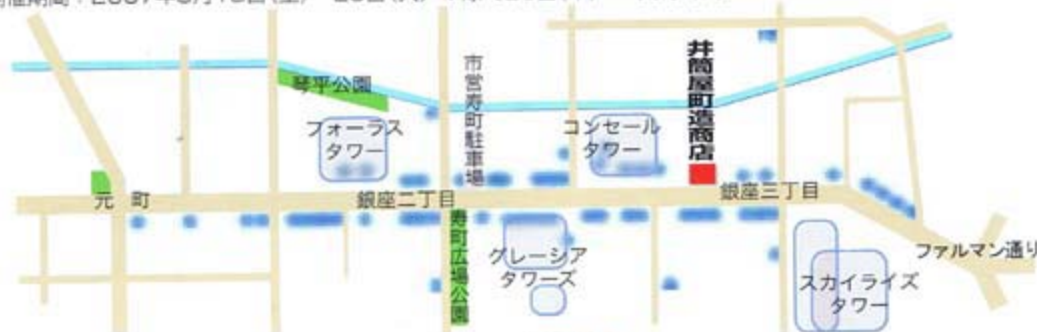 井筒屋町造商店
市営寿町駐車場
琴平公園
フォーラス
タワー
コンセール
タワー
元 町
銀座二丁目
銀座三丁目
寿町広場公園
グレーシア
タワーズ
ファルマン通り
スカイライズ
タワー